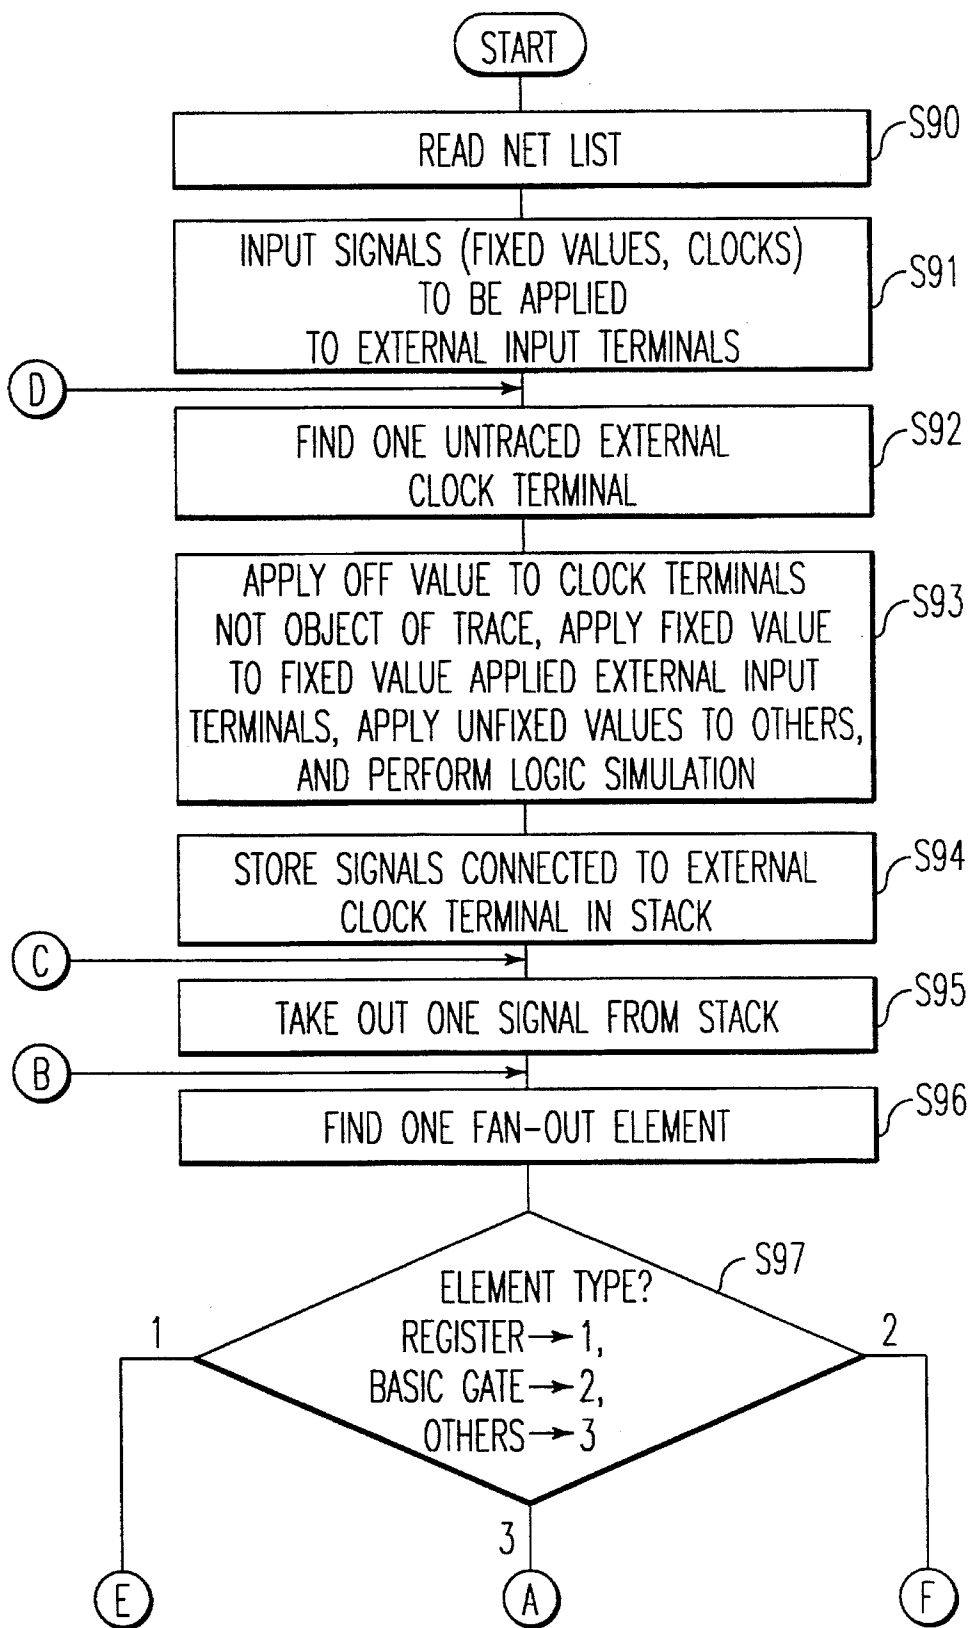 START
READ NET LIST
S90
INPUT SIGNALS (FIXED VALUES, CLOCKS)
TO BE APPLIED
TO EXTERNAL INPUT TERMINALS
S91
D
FIND ONE UNTRACED EXTERNAL
CLOCK TERMINAL
S92
APPLY OFF VALUE TO CLOCK TERMINALS
NOT OBJECT OF TRACE, APPLY FIXED VALUE
TO FIXED VALUE APPLIED EXTERNAL INPUT
TERMINALS, APPLY UNFIXED VALUES TO OTHERS,
AND PERFORM LOGIC SIMULATION
S93
STORE SIGNALS CONNECTED TO EXTERNAL
CLOCK TERMINAL IN STACK
S94
C
TAKE OUT ONE SIGNAL FROM STACK
S95
B
FIND ONE FAN-OUT ELEMENT
S96
ELEMENT TYPE?
REGISTER→1,
BASIC GATE→2,
OTHERS→3
S97
1
2
3
E
A
F